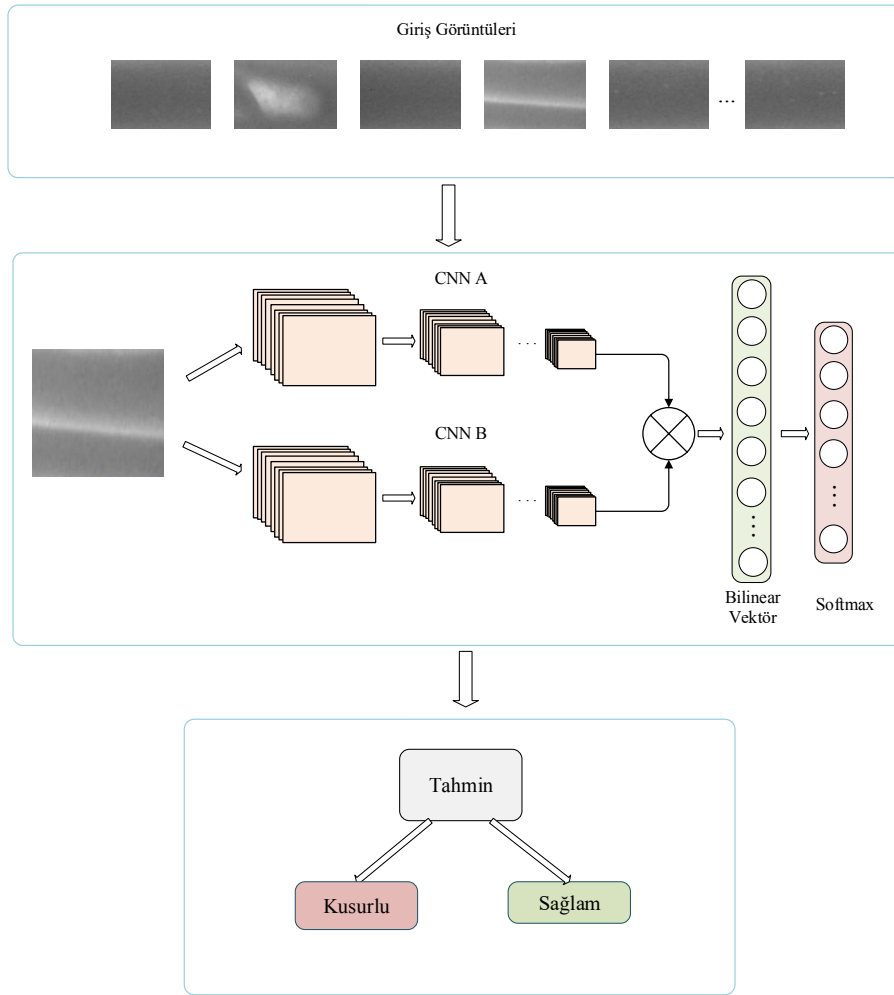 Giriş Görüntüleri
...
CNN A
. . .
CNN B
. . .
Bilinear
Vektör
Softmax
Tahmin
Kusurlu
Sağlam